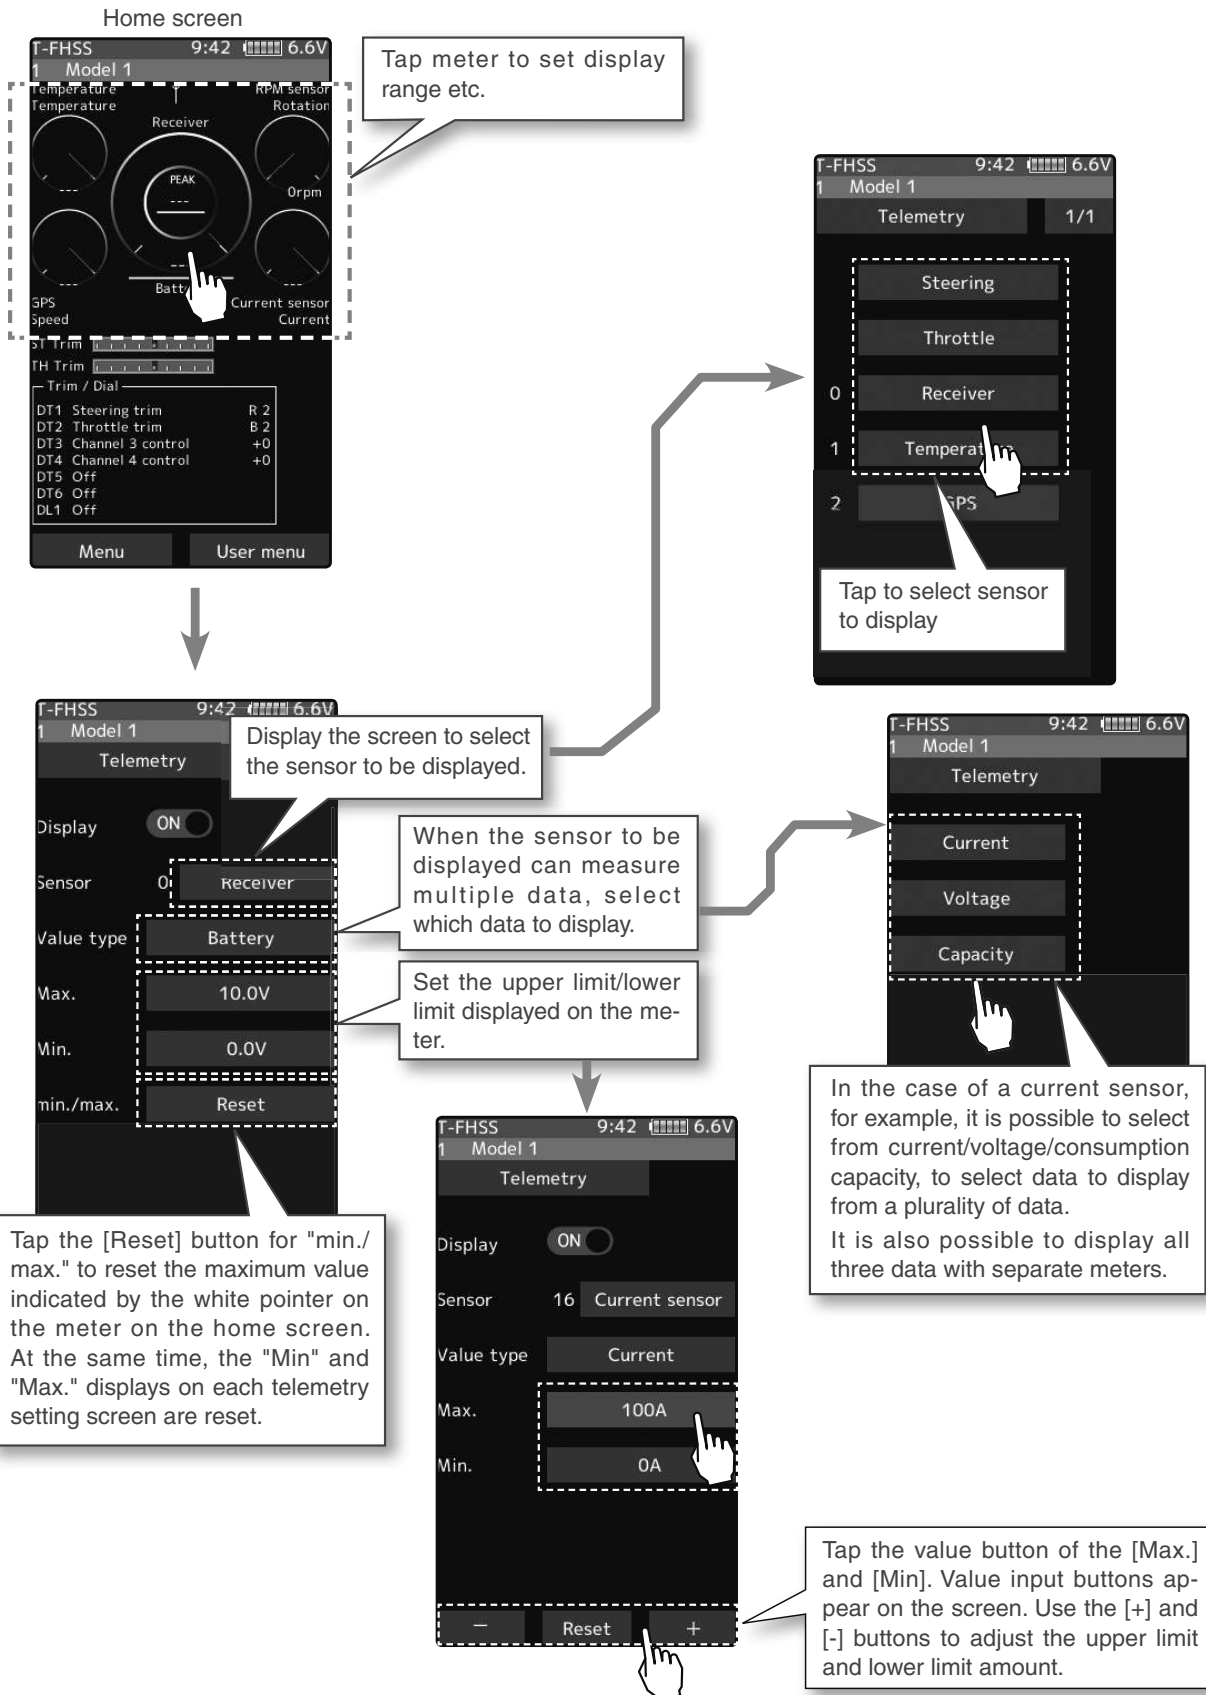 Home screen
T-FHSS 9:42 6.6V
1 Model 1
Temperature RPM sensor
Temperature Rotation
Receiver
PEAK
---
--- 0rpm
---
--- ---
GPS Current sensor
Speed Current
ST Trim
TH Trim
Trim / Dial
DT1 Steering trim R 2
DT2 Throttle trim B 2
DT3 Channel 3 control +0
DT4 Channel 4 control +0
DT5 Off
DT6 Off
DL1 Off
Menu User menu
Tap meter to set display
range etc.
T-FHSS 9:42 6.6V
1 Model 1
Telemetry 1/1
Steering
Throttle
0 Receiver
1
2 GPS
Tap to select sensor
to display
T-FHSS 9:42 6.6V
1 Model 1
Telemetry
Display ON
Sensor 0 Receiver
Value type Battery
Max. 10.0V
Min. 0.0V
min./max. Reset
Display the screen to select
the sensor to be displayed.
When the sensor to be
displayed can measure
multiple data, select
which data to display.
Set the upper limit/lower
limit displayed on the me-
ter.
Tap the [Reset] button for "min./
max." to reset the maximum value
indicated by the white pointer on
the meter on the home screen.
At the same time, the "Min" and
"Max." displays on each telemetry
setting screen are reset.
T-FHSS 9:42 6.6V
1 Model 1
Telemetry
Current
Voltage
Capacity
In the case of a current sensor,
for example, it is possible to select
from current/voltage/consumption
capacity, to select data to display
from a plurality of data.
It is also possible to display all
three data with separate meters.
T-FHSS 9:42 6.6V
1 Model 1
Telemetry
Display ON
Sensor 16 Current sensor
Value type Current
Max. 100A
Min. 0A
− Reset +
Tap the value button of the [Max.]
and [Min]. Value input buttons ap-
pear on the screen. Use the [+] and
[-] buttons to adjust the upper limit
and lower limit amount.